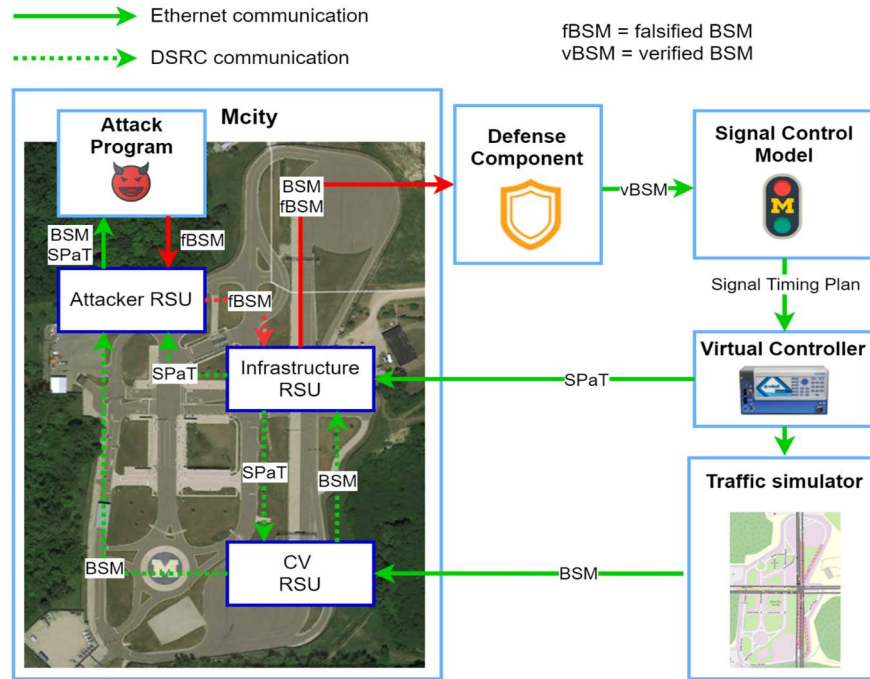 Ethernet communication
DSRC communication
fBSM = falsified BSM
vBSM = verified BSM
Mcity
Attack
Program
BSM
SPaT
fBSM
Attacker RSU
fBSM
BSM
fBSM
Defense
Component
vBSM
Signal Control
Model
M
Signal Timing Plan
Virtual Controller
SPaT
Infrastructure
RSU
SPaT
SPaT
BSM
CV
RSU
BSM
M
BSM
Traffic simulator